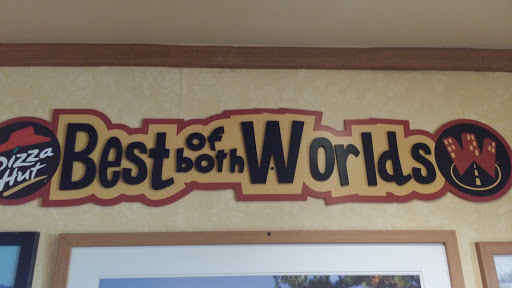 Pizza
Hut
Best of both Worlds
W